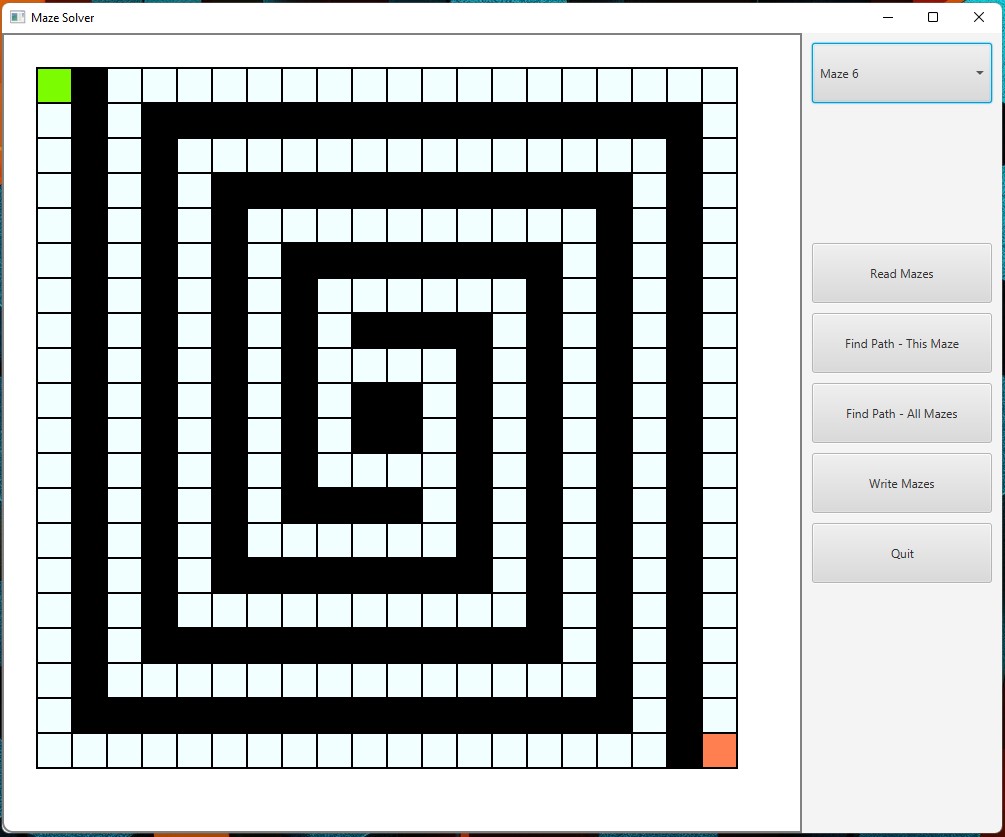 Maze Solver
Maze 6
Read Mazes
Find Path - This Maze
Find Path - All Mazes
Write Mazes
Quit